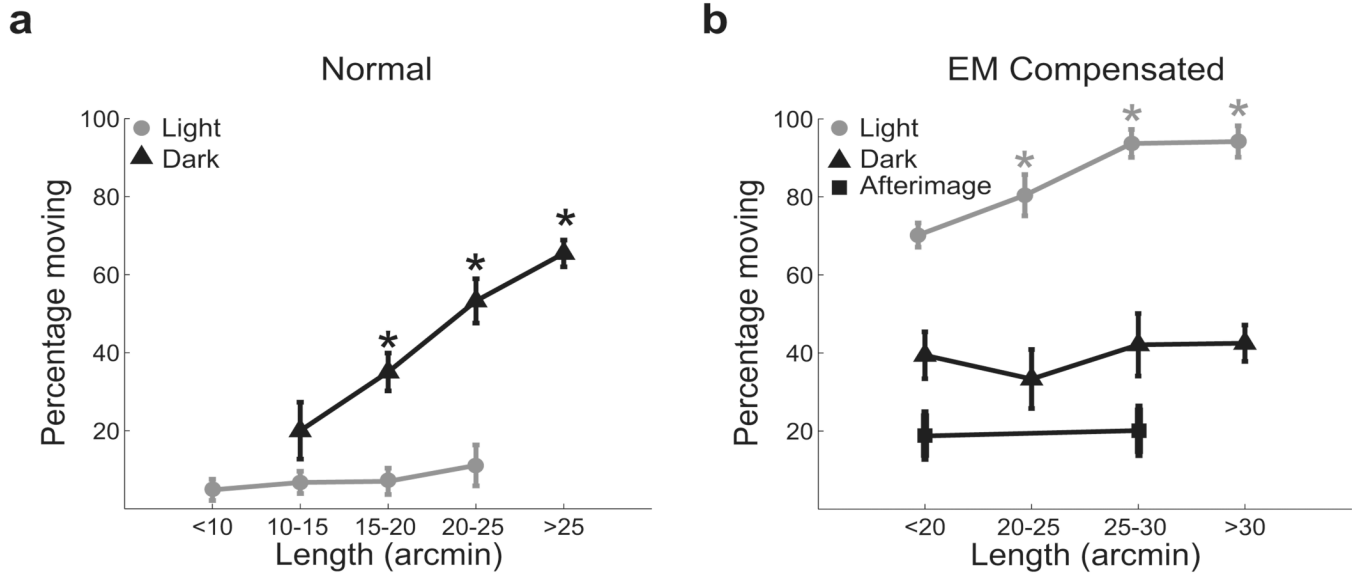 a
Normal
Light
Dark
100
80
60
40
20
Percentage moving
<10 10-15 15-20 20-25 >25
Length (arcmin)
* * *
b
EM Compensated
Light
Dark
Afterimage
100
80
60
40
20
Percentage moving
<20 20-25 25-30 >30
Length (arcmin)
* * *